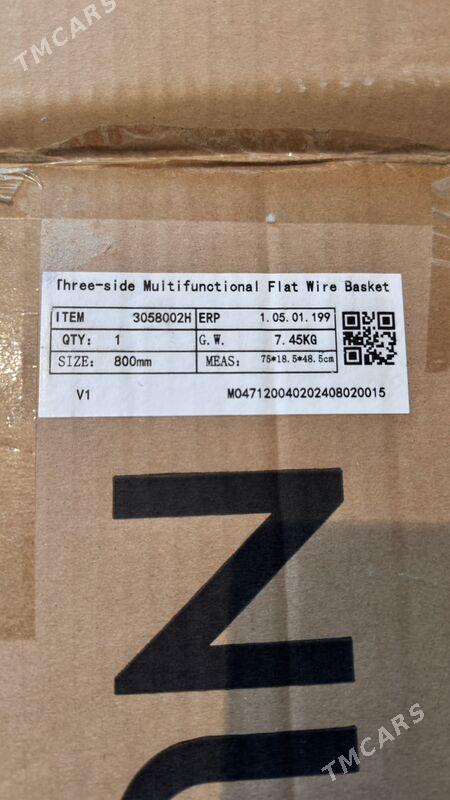 TMCARS
Three-side Multifunctional Flat Wire Basket
ITEM 3058002H ERP 1.05.01.199
QTY: 1 G.W. 7.45KG
SIZE: 800mm MEAS: 75*18.5*48.5cm
V1 M047120040202408020015
TMCARS